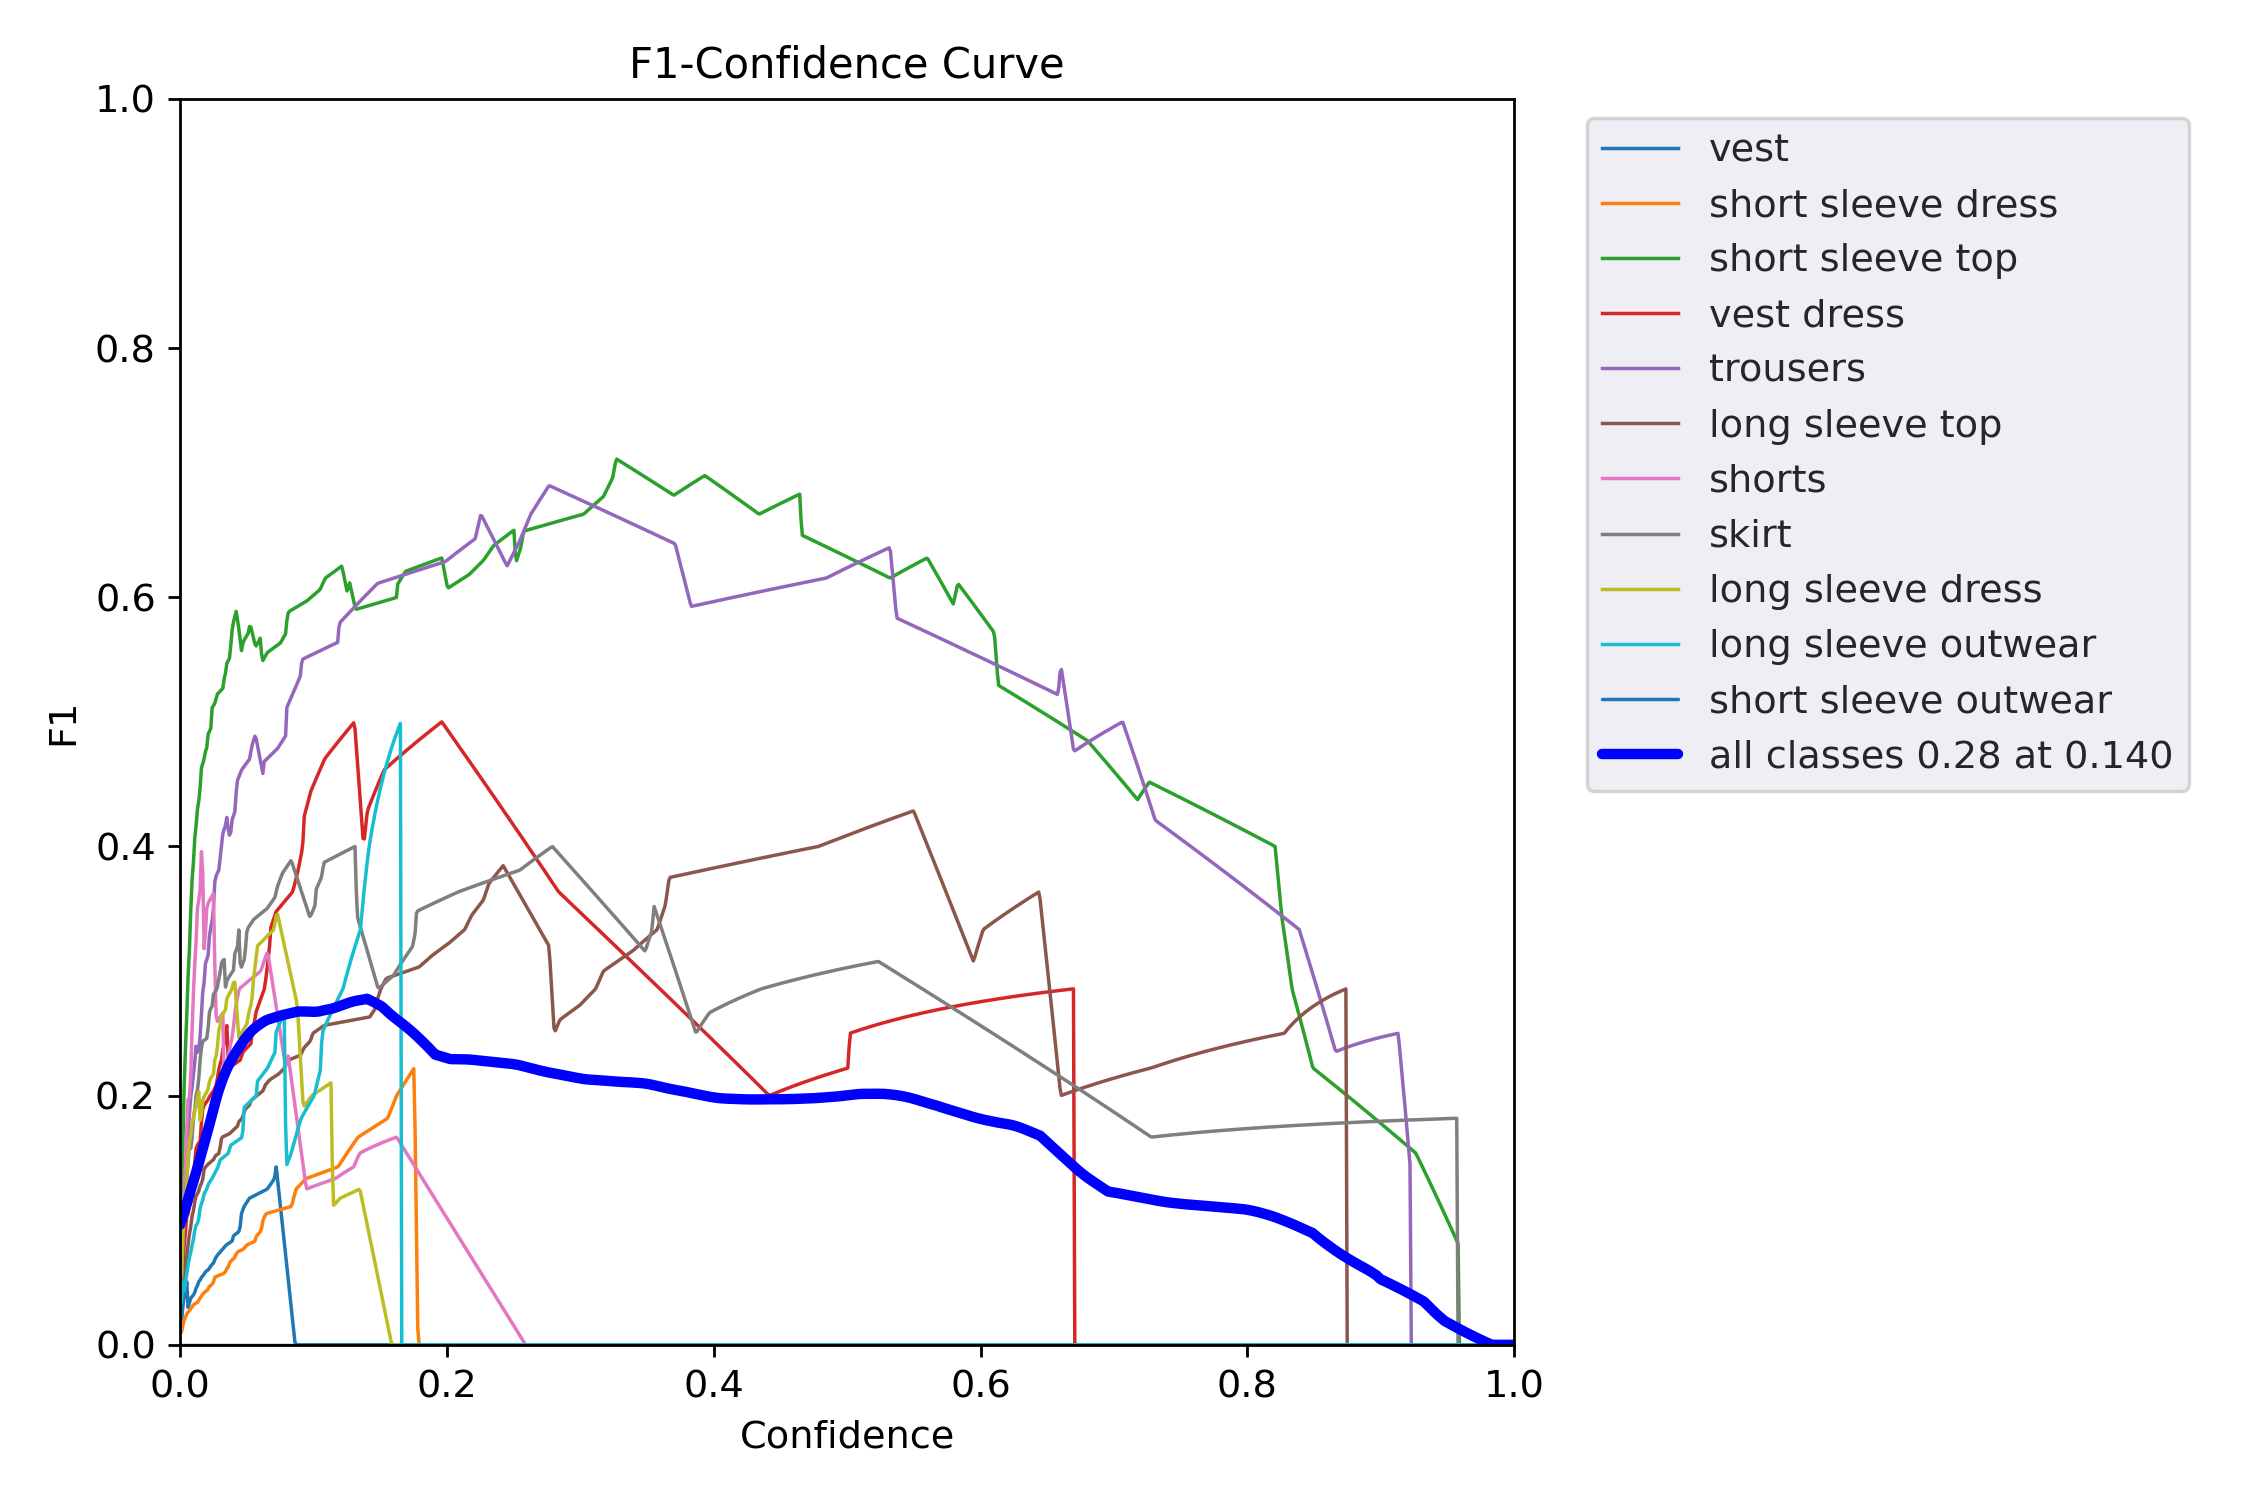 F1-Confidence Curve
1.0
0.8
0.6
0.4
0.2
0.0
F1
0.0 0.2 0.4 0.6 0.8 1.0
Confidence
vest
short sleeve dress
short sleeve top
vest dress
trousers
long sleeve top
shorts
skirt
long sleeve dress
long sleeve outwear
short sleeve outwear
all classes 0.28 at 0.140